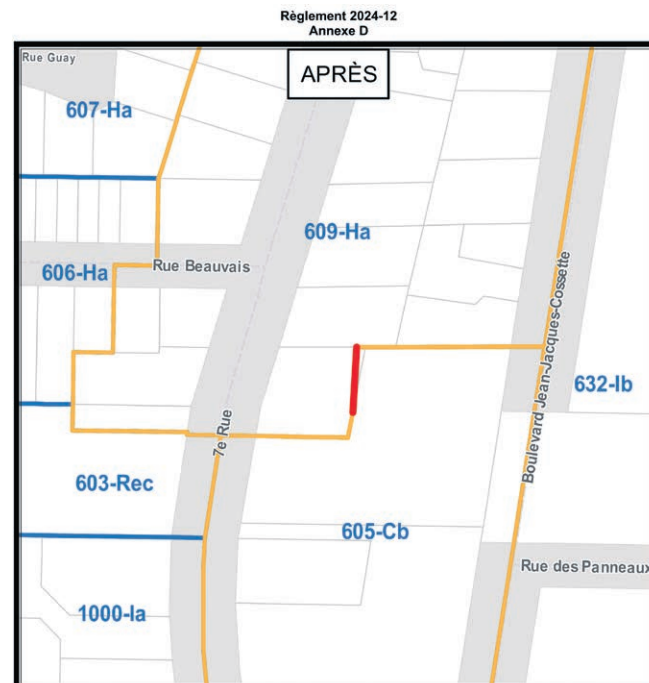 Règlement 2024-12
Annexe D
APRÈS
Rue Guay
607-Ha
609-Ha
606-Ha
Rue Beauvais
Boulevard Jean-Jacques-Cossette
632-Ib
7e Rue
603-Rec
605-Cb
Rue des Panneaux
1000-Ia